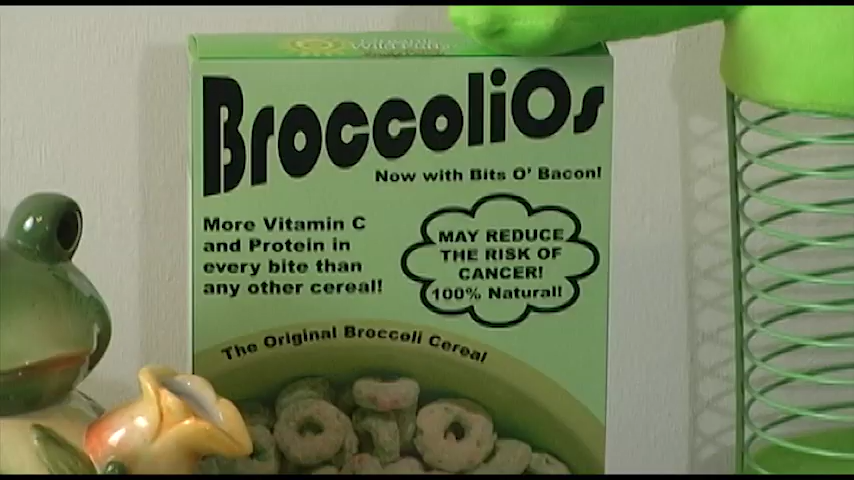 BroccoliOs
Now with Bits O' Bacon!
More Vitamin C
and Protein in
every bite than
any other cereal!
MAY REDUCE
THE RISK OF
CANCER!
100% Natural!
The Original Broccoli Cereal